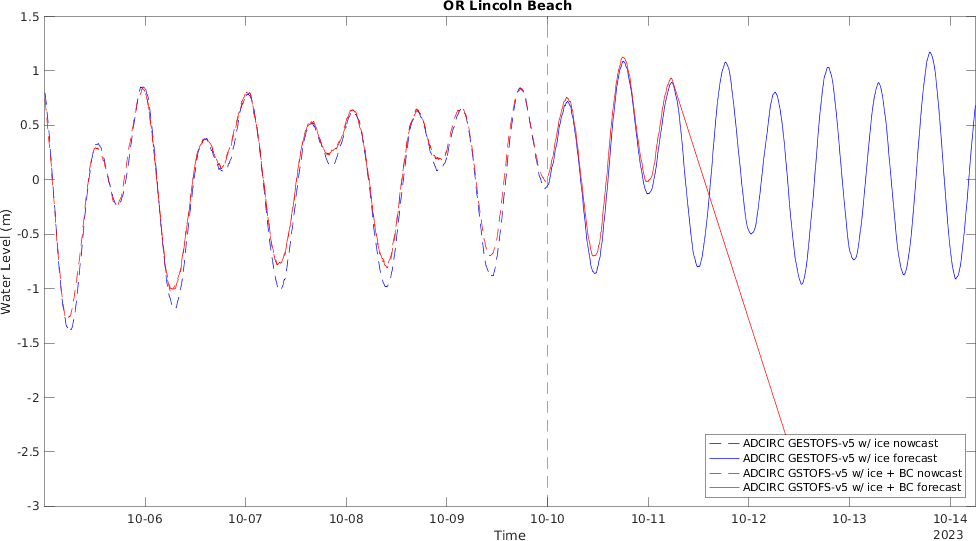 OR Lincoln Beach
1.5
1
0.5
0
-0.5
-1
-1.5
-2
-2.5
-3
Water Level (m)
ADCIRC GESTOFS-v5 w/ ice nowcast
ADCIRC GESTOFS-v5 w/ ice forecast
ADCIRC GSTOFS-v5 w/ ice + BC nowcast
ADCIRC GSTOFS-v5 w/ ice + BC forecast
10-06 10-07 10-08 10-09 10-10 10-11 10-12 10-13 10-14
2023
Time